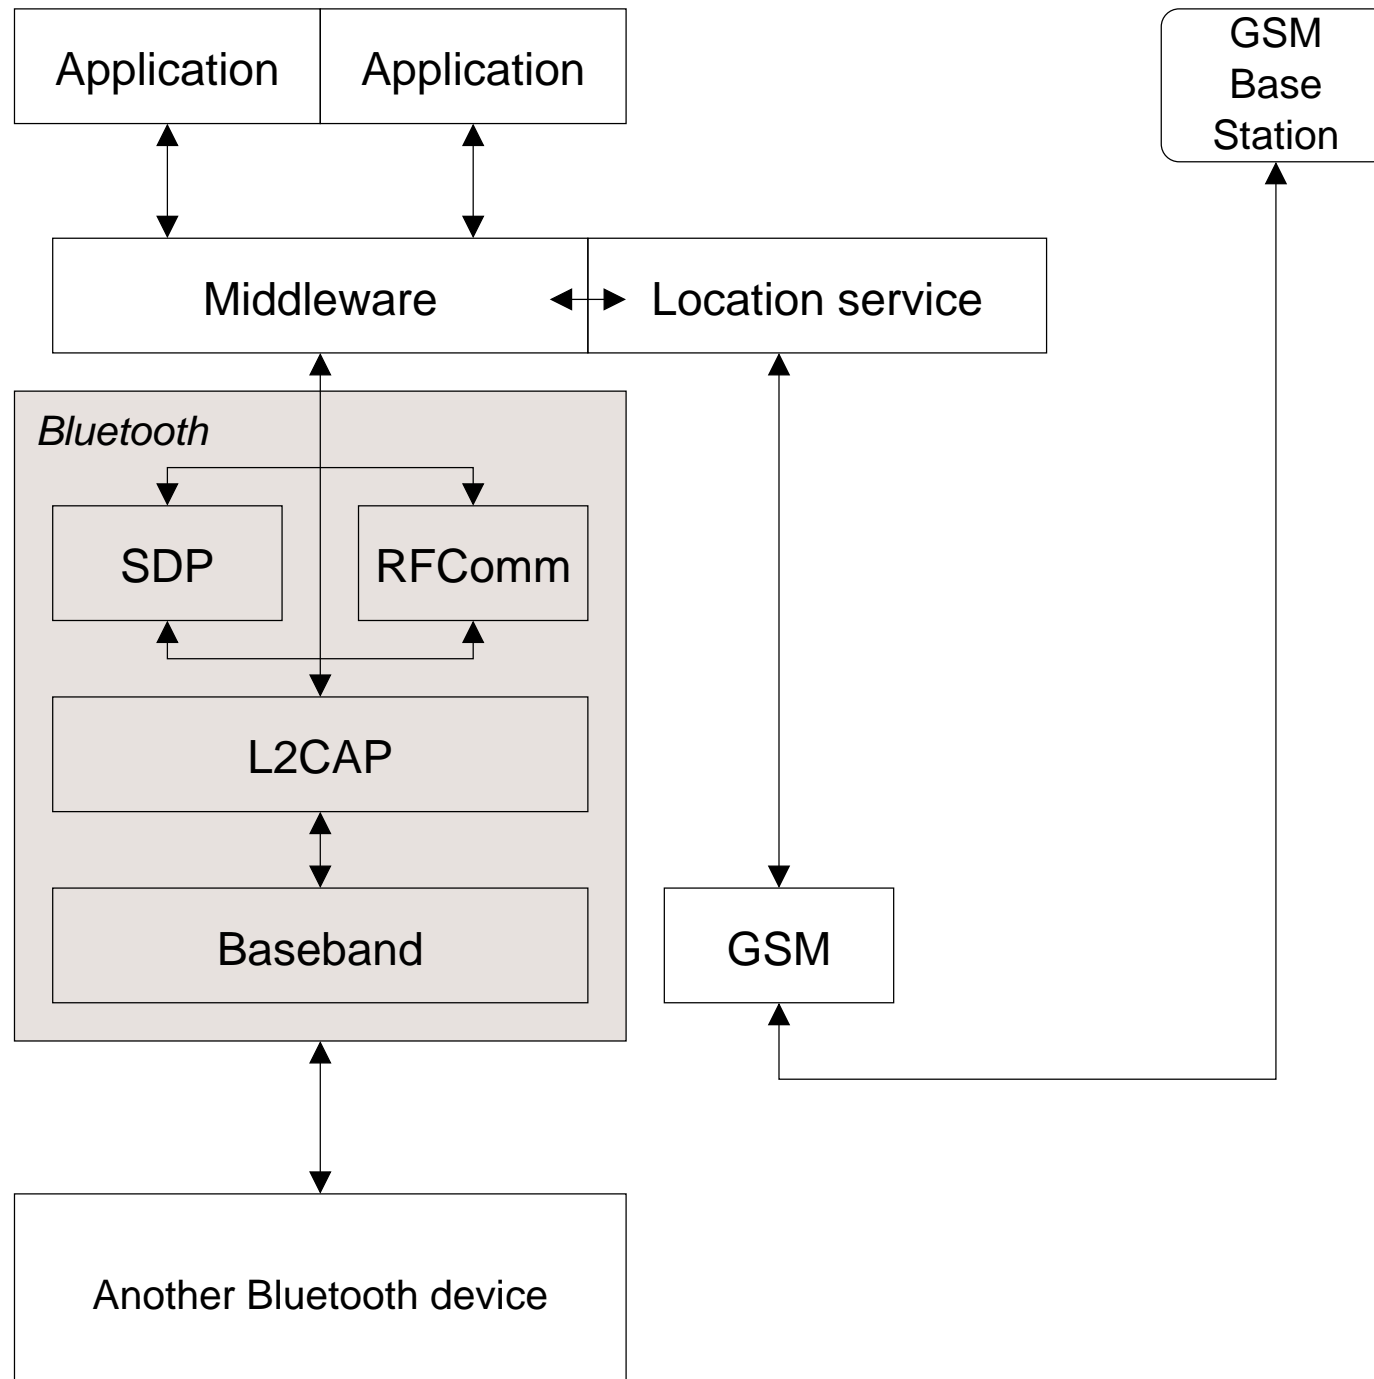 Application
Application
GSM
Base
Station
Middleware
Location service
Bluetooth
SDP
RFComm
L2CAP
Baseband
GSM
Another Bluetooth device